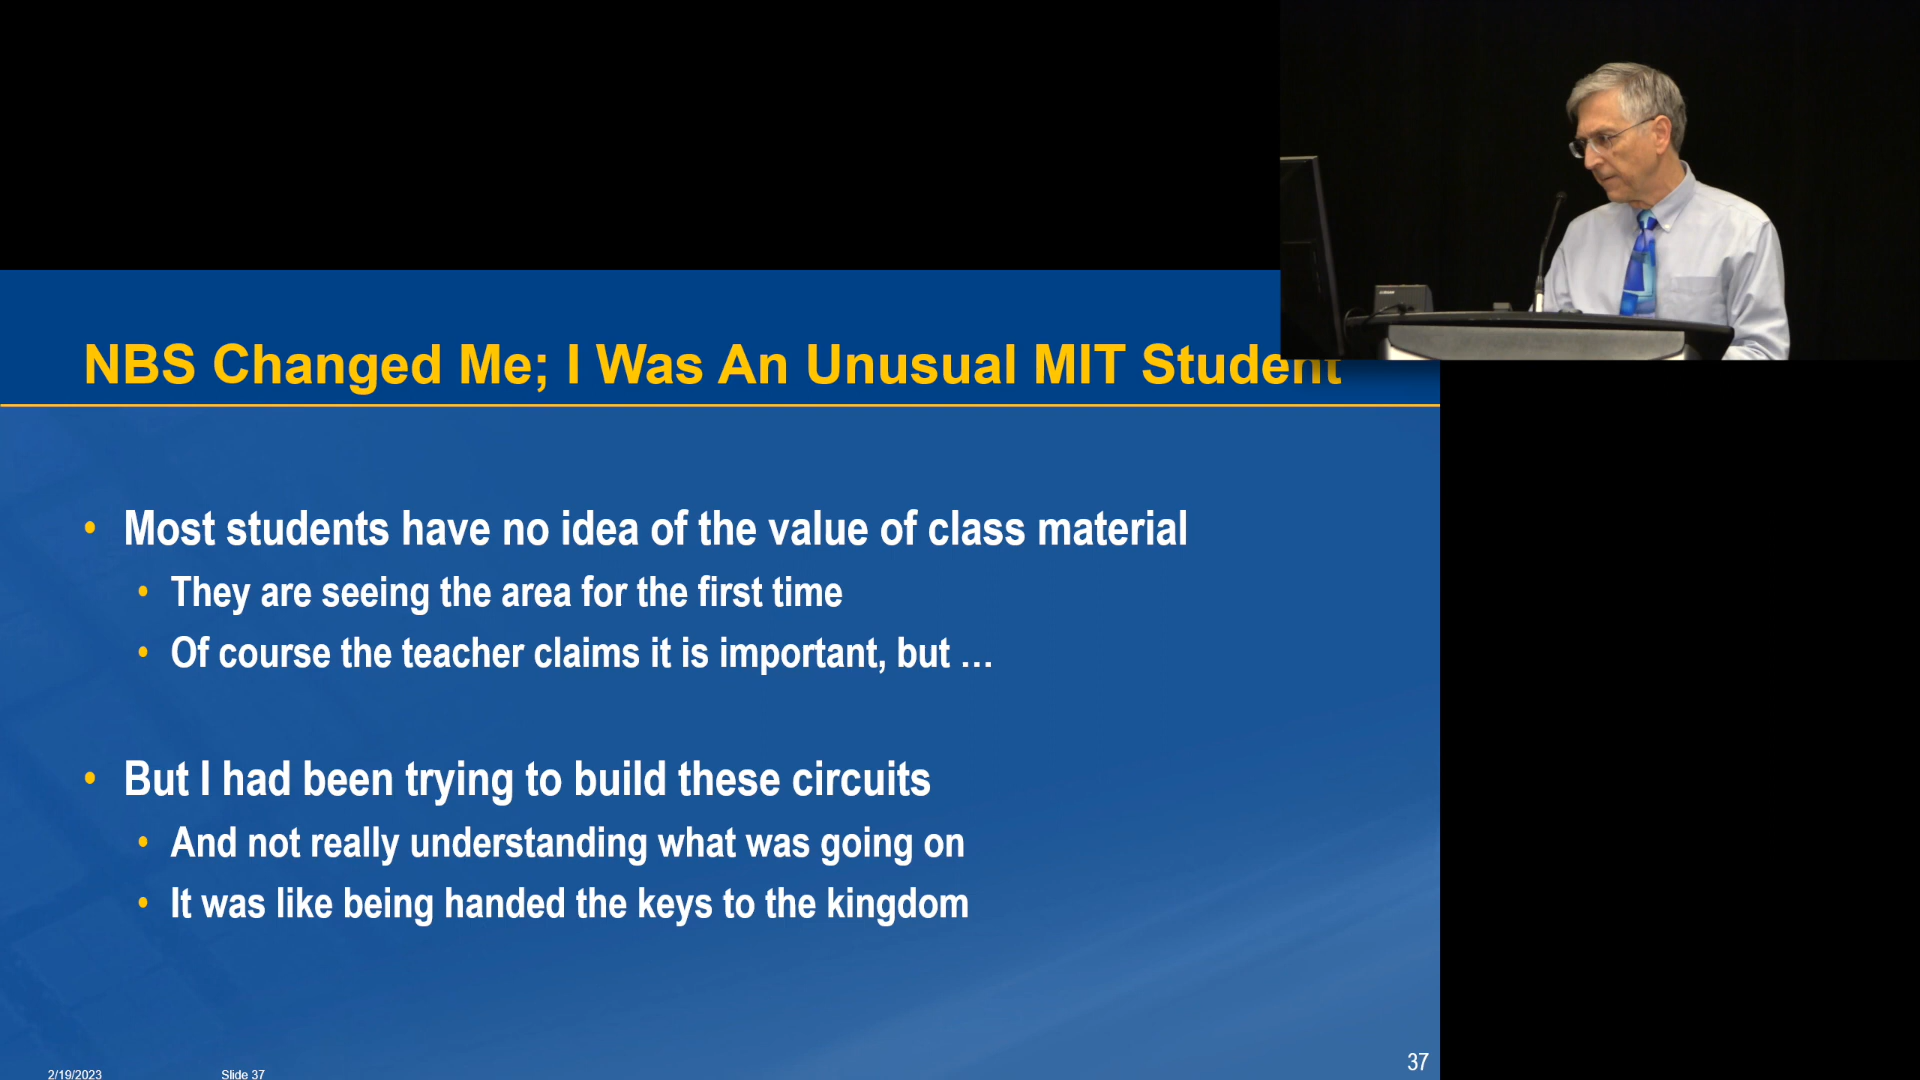 NBS Changed Me; I Was An Unusual MIT Student
• Most students have no idea of the value of class material
• They are seeing the area for the first time
• Of course the teacher claims it is important, but …
• But I had been trying to build these circuits
• And not really understanding what was going on
• It was like being handed the keys to the kingdom
2/19/2023
Slide 37
37